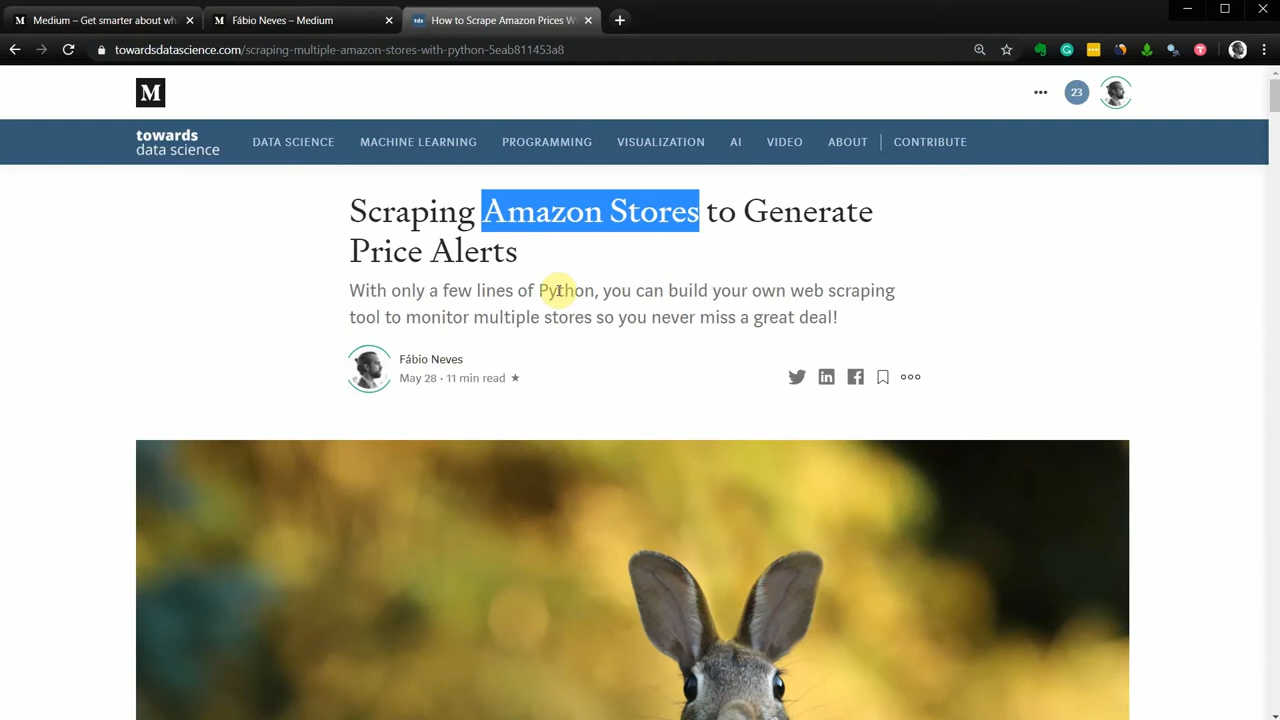 Medium – Get smarter about wha
Fábio Neves – Medium
tds
How to Scrape Amazon Prices W
towardsdatascience.com/scraping-multiple-amazon-stores-with-python-5eab811453a8
M
23
towards
data science
DATA SCIENCE
MACHINE LEARNING
PROGRAMMING
VISUALIZATION
AI
VIDEO
ABOUT
CONTRIBUTE
Scraping Amazon Stores to Generate
Price Alerts
With only a few lines of Python, you can build your own web scraping
tool to monitor multiple stores so you never miss a great deal!
Fábio Neves
May 28 · 11 min read ★